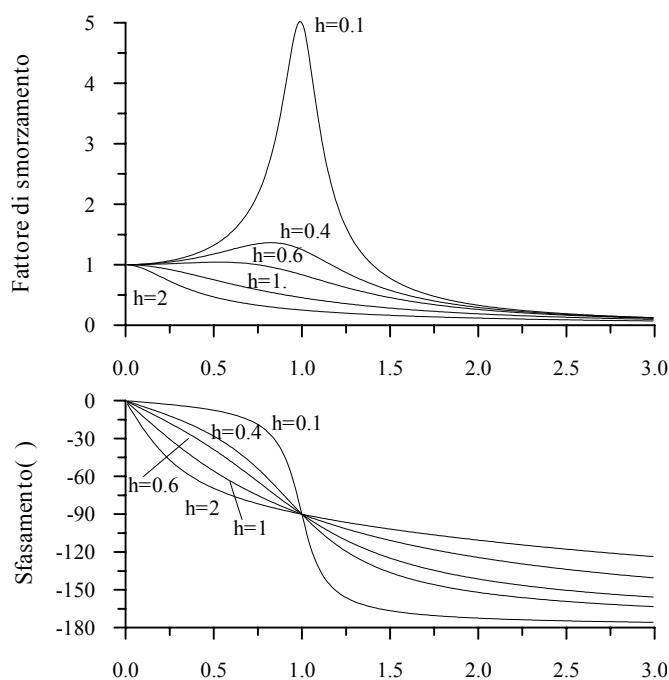 Fattore di smorzamento
5
4
3
2
1
0
h=0.1
h=0.4
h=0.6
h=1.
h=2
0.0 0.5 1.0 1.5 2.0 2.5 3.0
Sfasamento( )
0
-30
-60
-90
-120
-150
-180
h=0.1
h=0.4
h=0.6
h=2
h=1
0.0 0.5 1.0 1.5 2.0 2.5 3.0